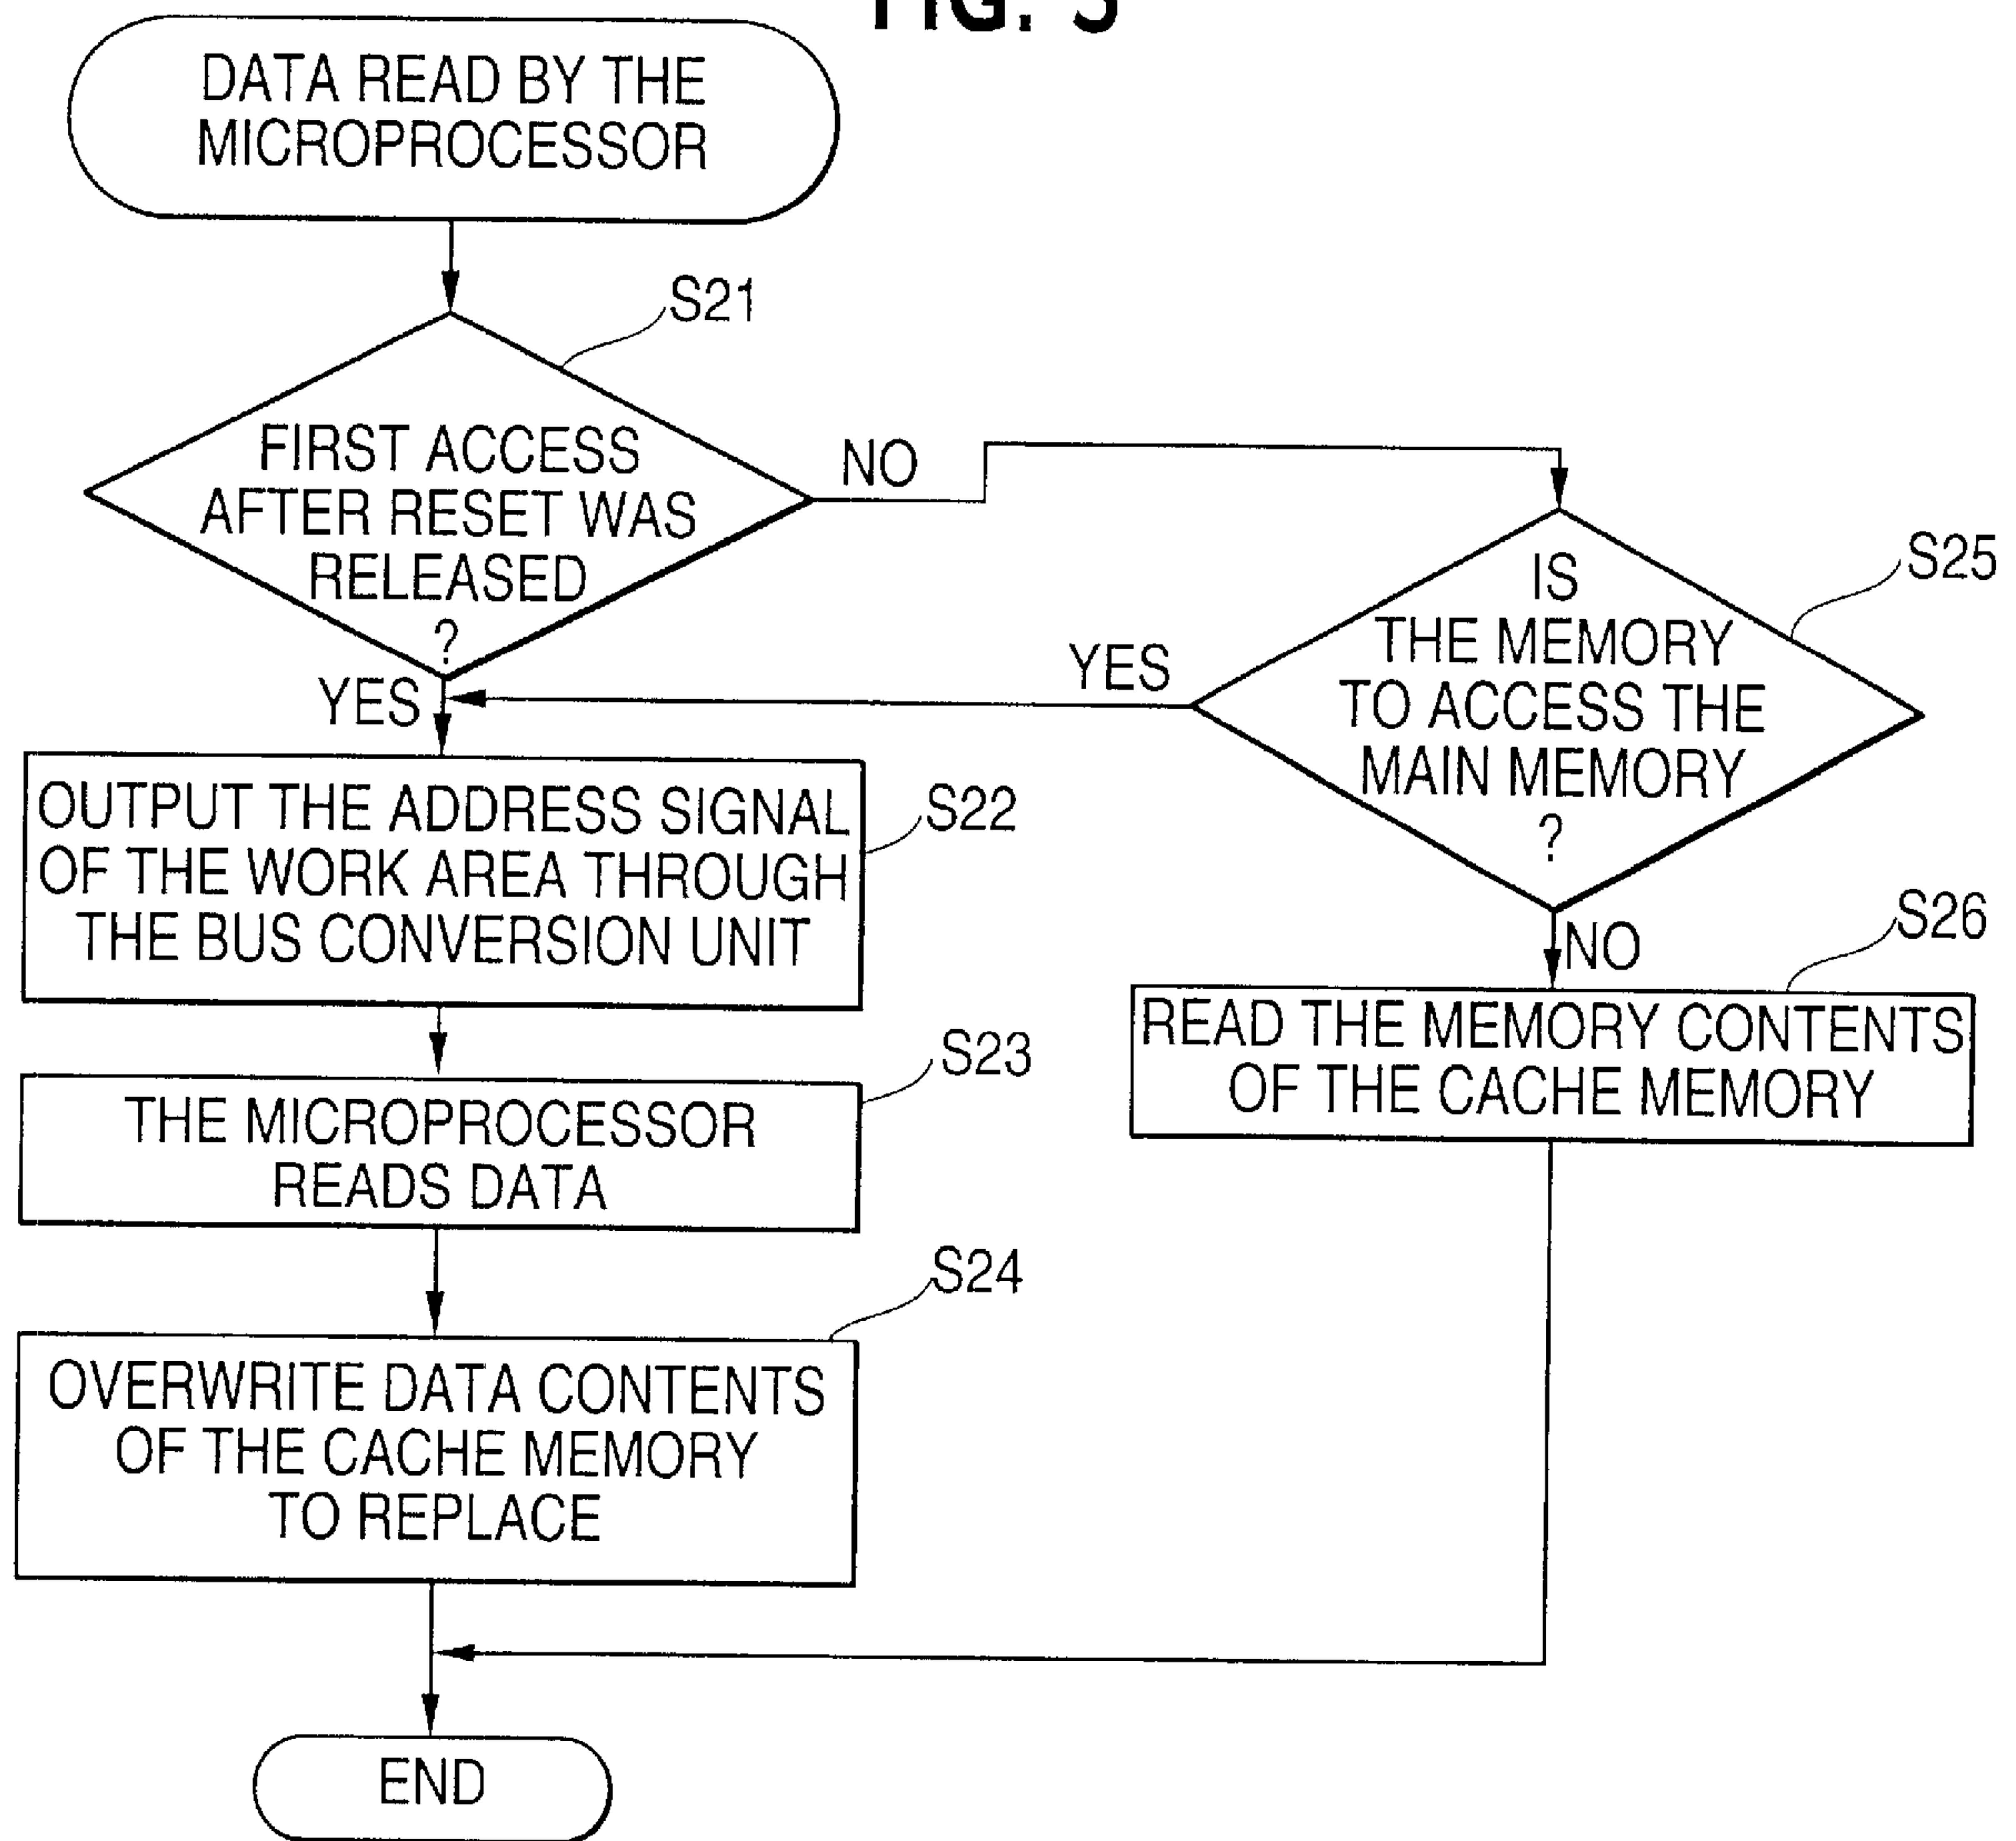 DATA READ BY THE
MICROPROCESSOR
S21
FIRST ACCESS
AFTER RESET WAS
RELEASED
?
NO
YES
S25
IS
THE MEMORY
TO ACCESS THE
MAIN MEMORY
?
YES
NO
S22
OUTPUT THE ADDRESS SIGNAL
OF THE WORK AREA THROUGH
THE BUS CONVERSION UNIT
S26
READ THE MEMORY CONTENTS
OF THE CACHE MEMORY
S23
THE MICROPROCESSOR
READS DATA
S24
OVERWRITE DATA CONTENTS
OF THE CACHE MEMORY
TO REPLACE
END